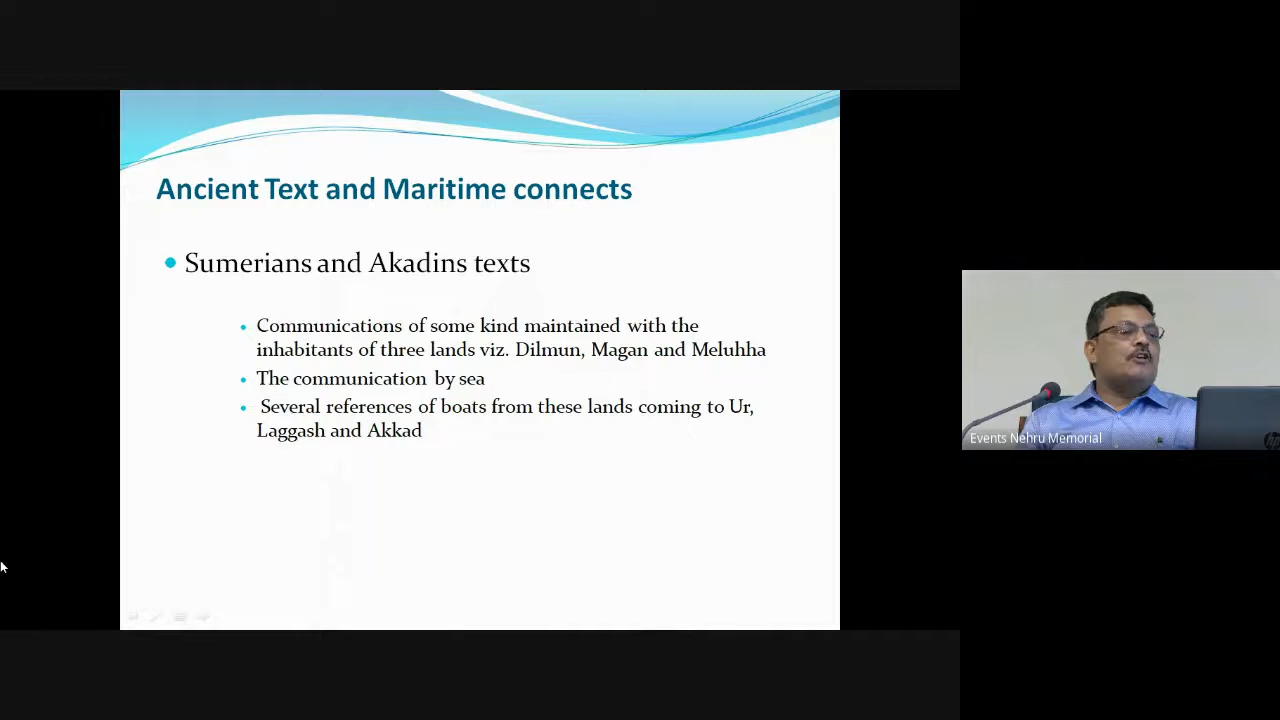 Ancient Text and Maritime connects
Sumerians and Akadins texts
Communications of some kind maintained with the
inhabitants of three lands viz. Dilmun, Magan and Meluhha
The communication by sea
Several references of boats from these lands coming to Ur,
Laggash and Akkad
Events Nehru Memorial
hp